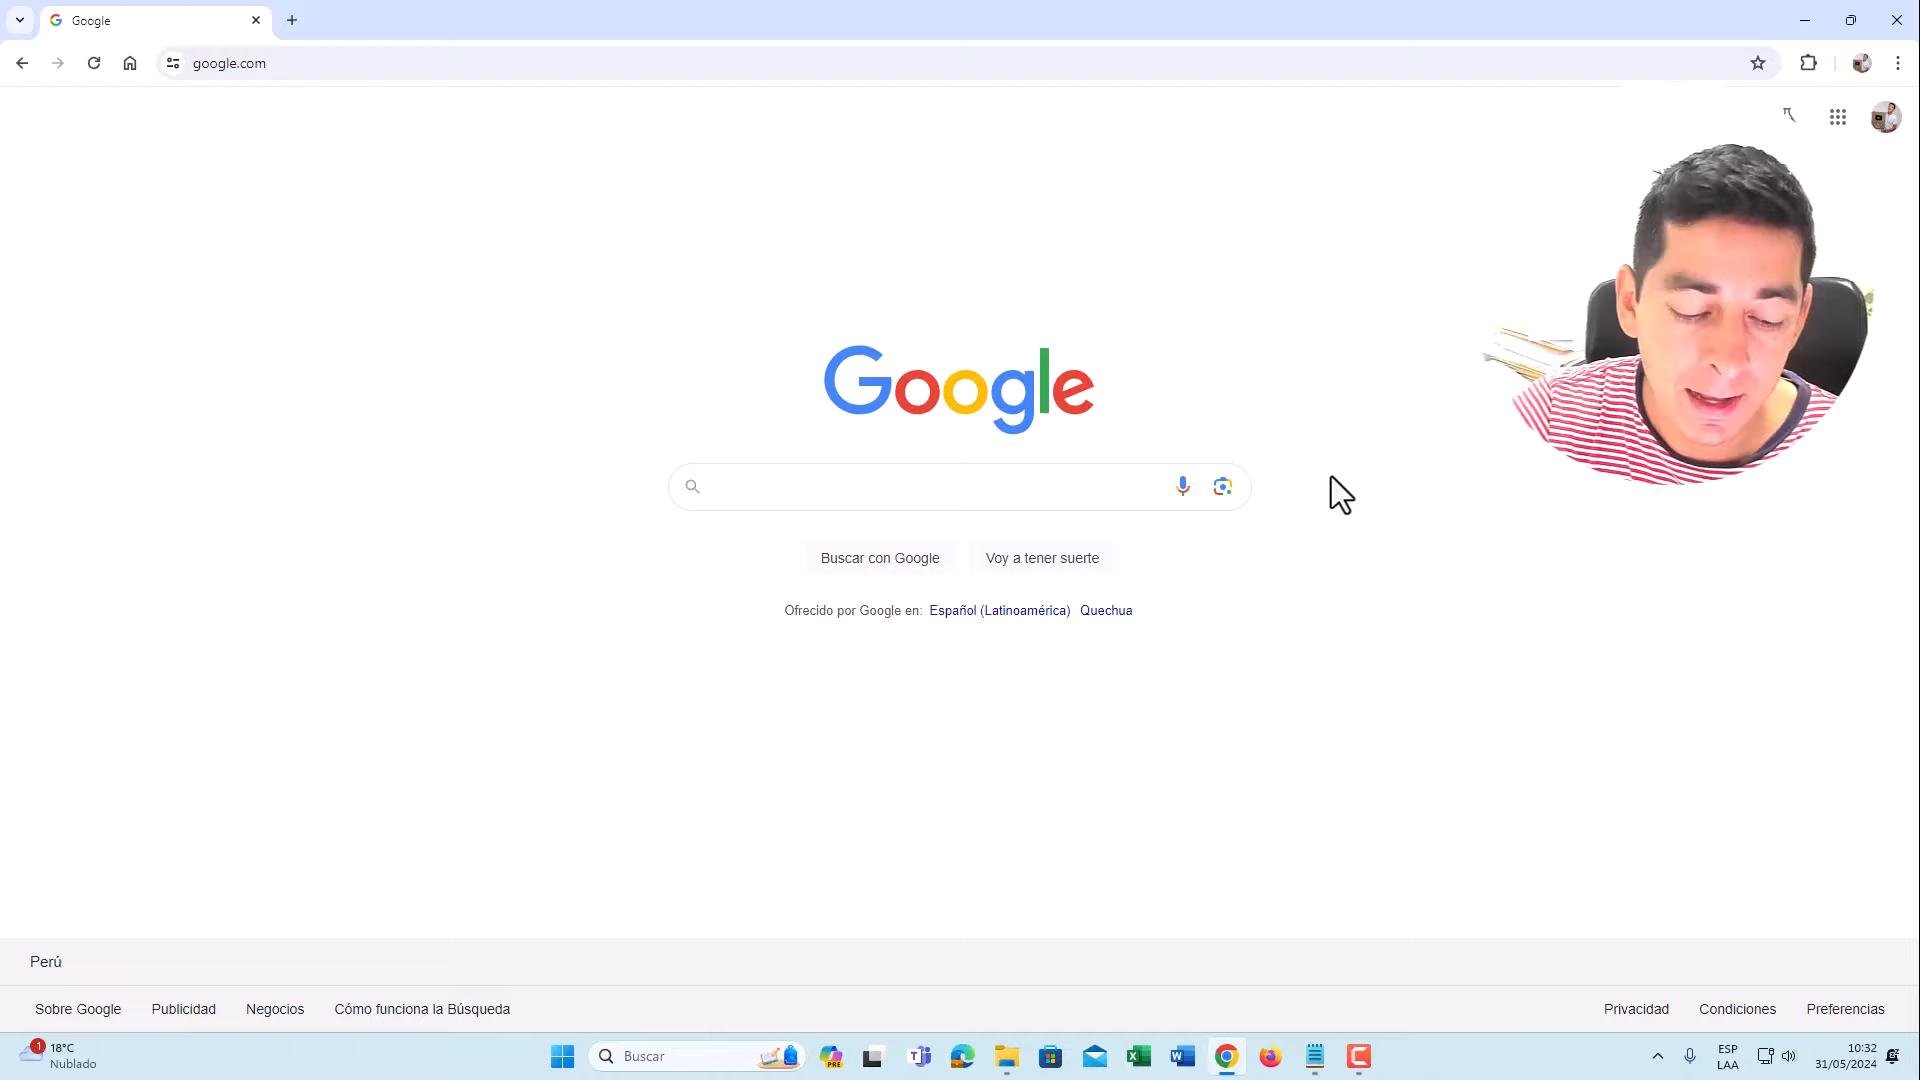 Google
google.com
Google
Buscar con Google
Voy a tener suerte
Ofrecido por Google en: Español (Latinoamérica) Quechua
Perú
Sobre Google
Publicidad
Negocios
Cómo funciona la Búsqueda
Privacidad
Condiciones
Preferencias
1
18°C
Nublado
Buscar
PRE
ESP
LAA
10:32
31/05/2024